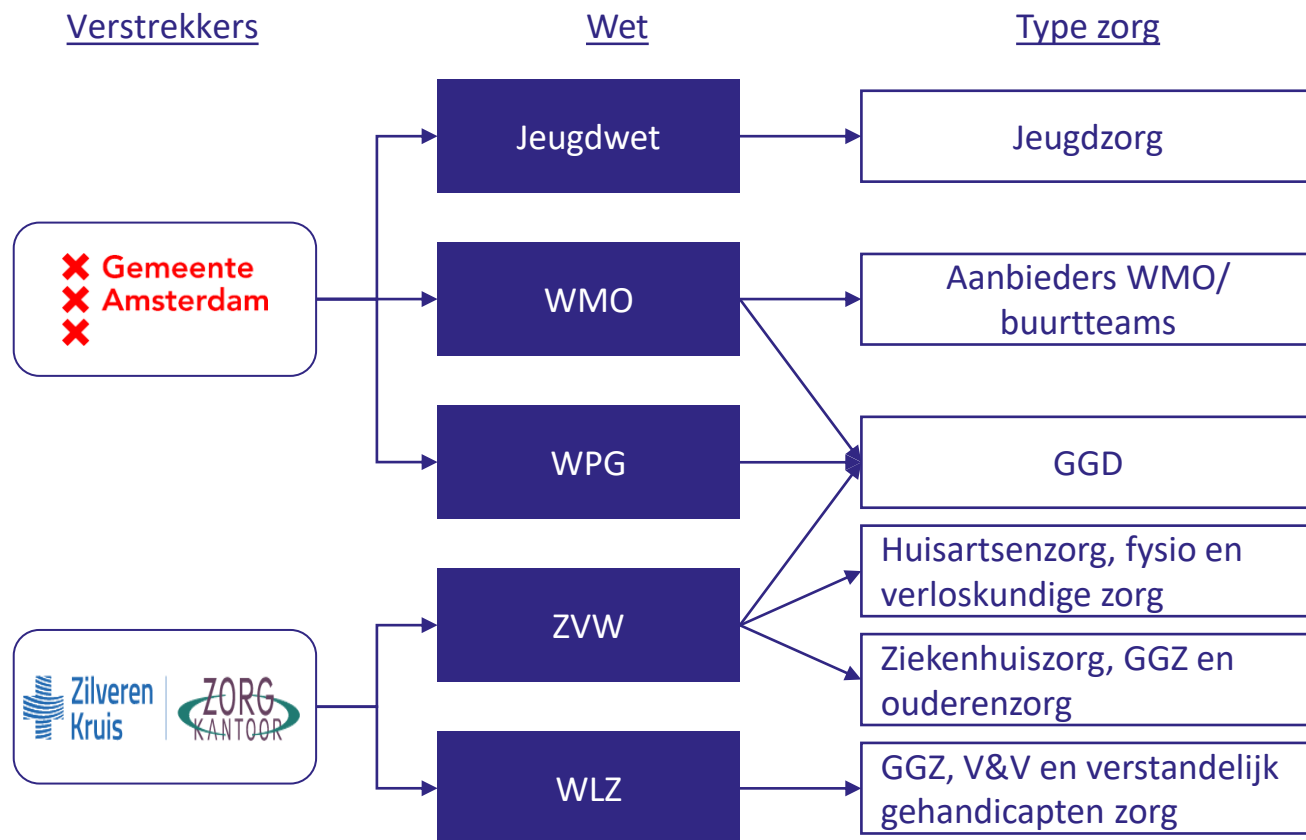 Verstrekkers
Wet
Type zorg
Jeugdwet
Jeugdzorg
Gemeente
Amsterdam
WMO
Aanbieders WMO/
buurtteams
WPG
GGD
Huisartsenzorg, fysio en
verloskundige zorg
ZVW
Ziekenhuiszorg, GGZ en
ouderenzorg
Zilveren
Kruis
ZORG
KANTOOR
WLZ
GGZ, V&V en verstandelijk
gehandicapten zorg